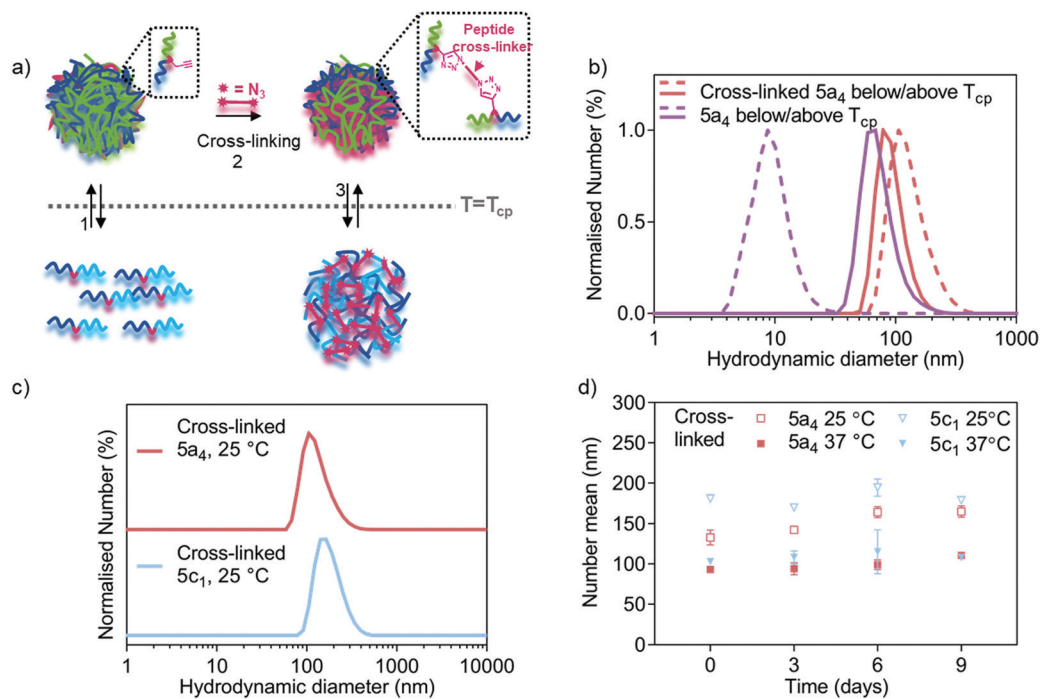 a)
Peptide
cross-linker
N
N
N
N
N
N
= N₃
Cross-linking
2
1
3
T=Tcp
b)
Normalised Number (%)
1.0
0.5
0.0
Cross-linked 5a₄ below/above Tcp
5a₄ below/above Tcp
1 10 100 1000
Hydrodynamic diameter (nm)
c)
Normalised Number (%)
Cross-linked
5a₄, 25 °C
Cross-linked
5c₁, 25 °C
1 10 100 1000 10000
Hydrodynamic diameter (nm)
d)
Number mean (nm)
300
250
200
150
100
50
0
Cross-
linked
5a₄ 25 °C
5a₄ 37 °C
5c₁ 25°C
5c₁ 37°C
0 3 6 9
Time (days)